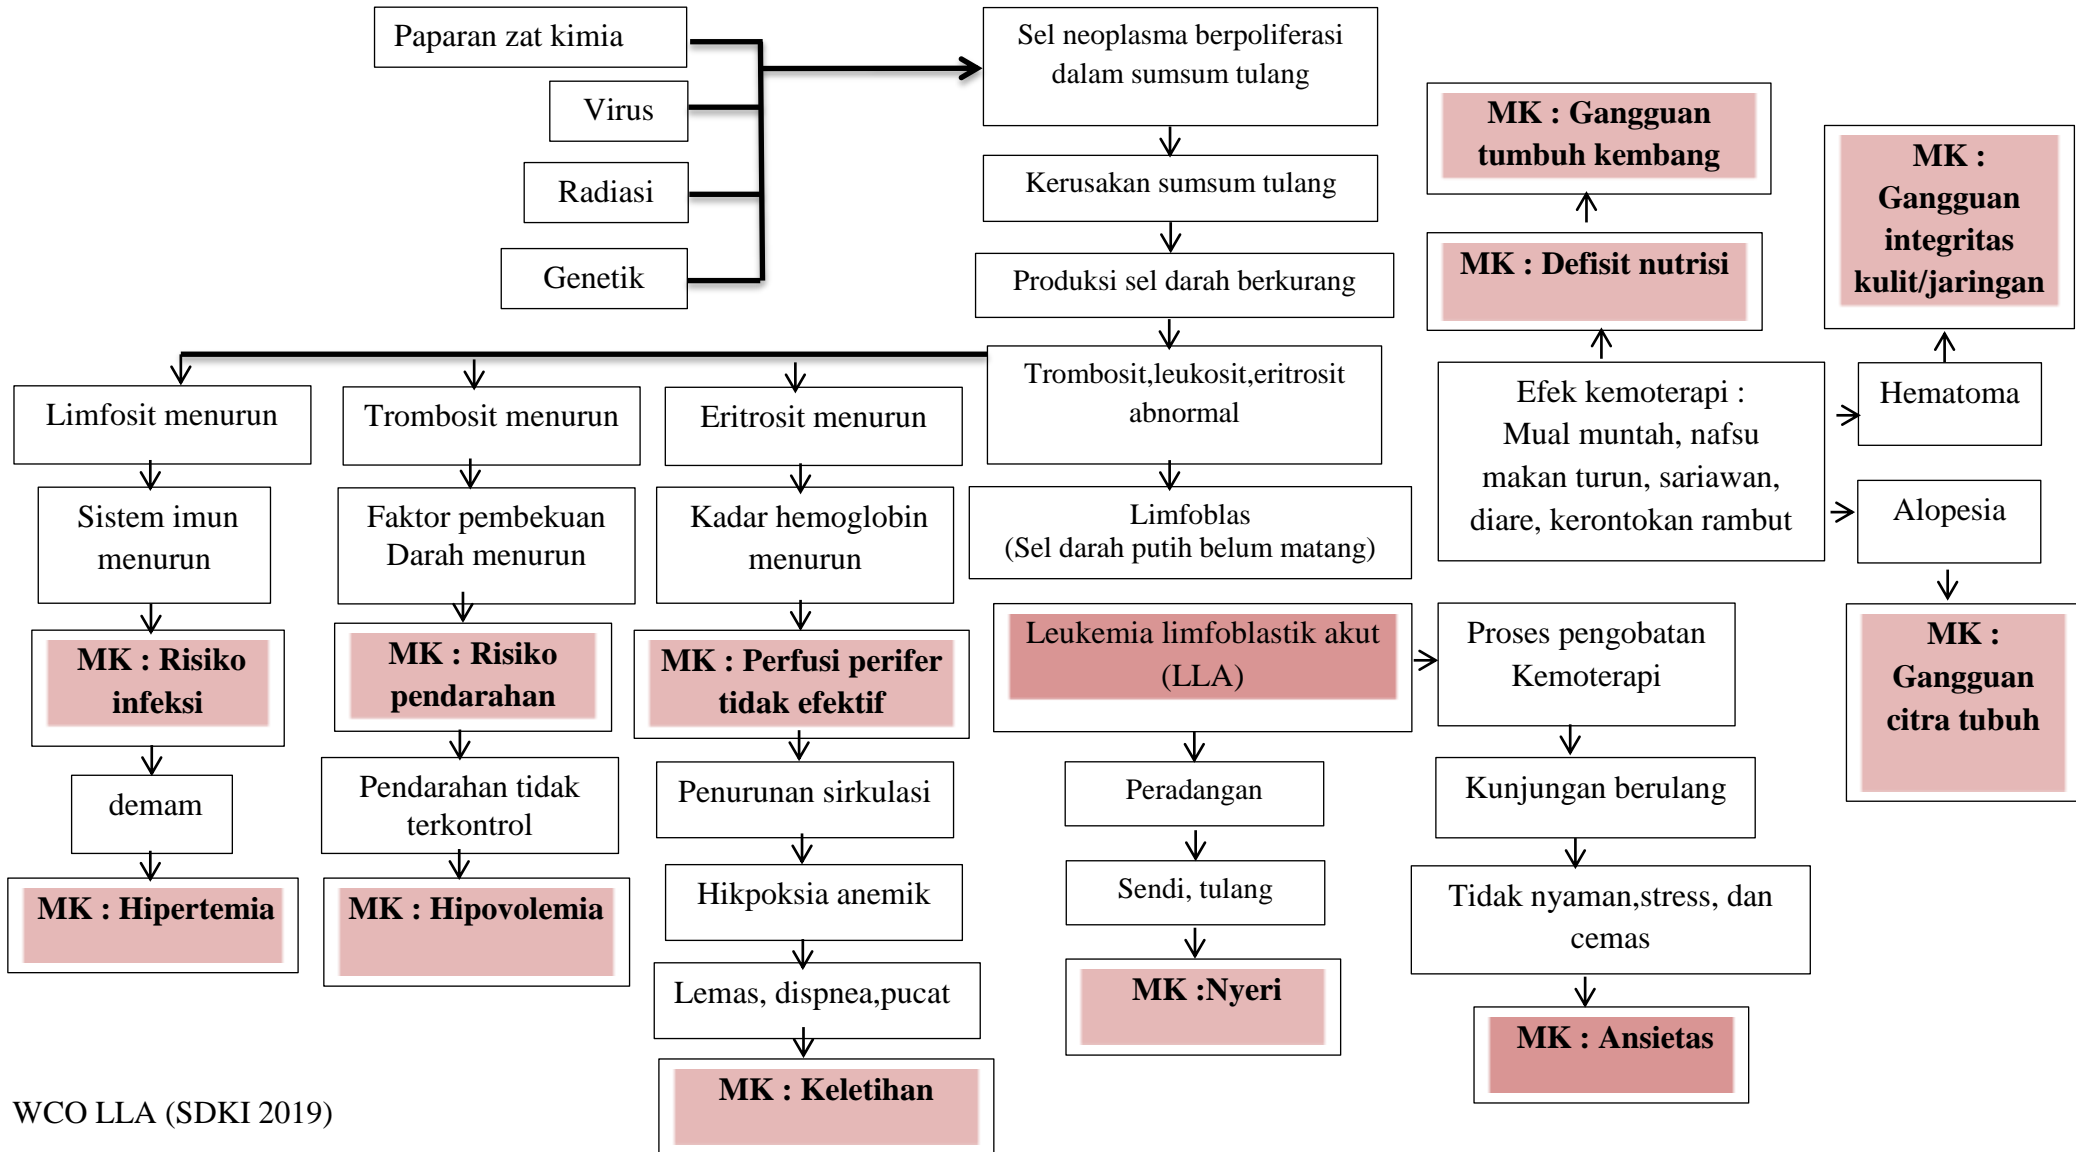 Paparan zat kimia
Virus
Radiasi
Genetik
Sel neoplasma berpoliferasi
dalam sumsum tulang
Kerusakan sumsum tulang
Produksi sel darah berkurang
Trombosit,leukosit,eritrosit
abnormal
Limfoblas
(Sel darah putih belum matang)
Limfosit menurun
Sistem imun
menurun
MK : Risiko
infeksi
demam
MK : Hipertemia
Trombosit menurun
Faktor pembekuan
Darah menurun
MK : Risiko
pendarahan
Pendarahan tidak
terkontrol
MK : Hipovolemia
Eritrosit menurun
Kadar hemoglobin
menurun
MK : Perfusi perifer
tidak efektif
Penurunan sirkulasi
Hikpoksia anemik
Lemas, dispnea,pucat
MK : Keletihan
Leukemia limfoblastik akut
(LLA)
Peradangan
Sendi, tulang
MK :Nyeri
Proses pengobatan
Kemoterapi
Kunjungan berulang
Tidak nyaman,stress, dan
cemas
MK : Ansietas
MK : Gangguan
tumbuh kembang
MK : Defisit nutrisi
Efek kemoterapi :
Mual muntah, nafsu
makan turun, sariawan,
diare, kerontokan rambut
MK :
Gangguan
integritas
kulit/jaringan
Hematoma
Alopesia
MK :
Gangguan
citra tubuh
WCO LLA (SDKI 2019)